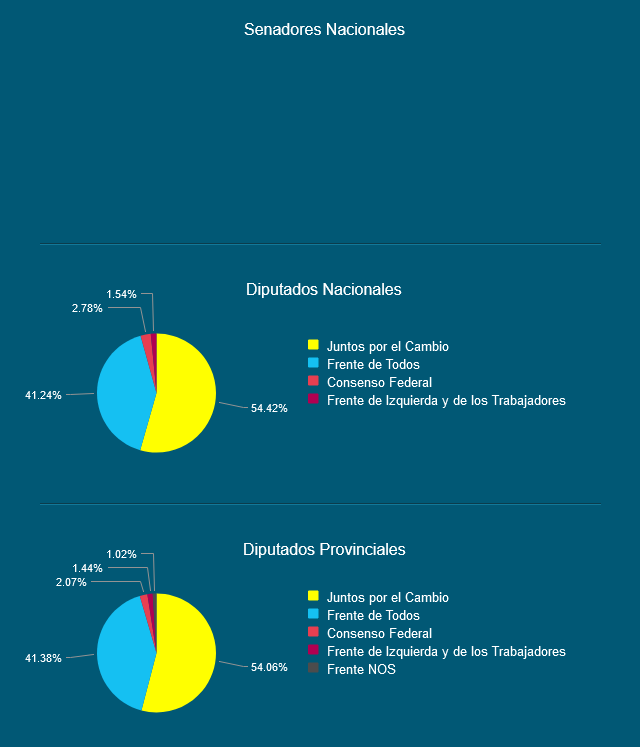 Senadores Nacionales
Diputados Nacionales
1.54%
2.78%
41.24%
54.42%
Juntos por el Cambio
Frente de Todos
Consenso Federal
Frente de Izquierda y de los Trabajadores
Diputados Provinciales
1.02%
1.44%
2.07%
41.38%
54.06%
Juntos por el Cambio
Frente de Todos
Consenso Federal
Frente de Izquierda y de los Trabajadores
Frente NOS